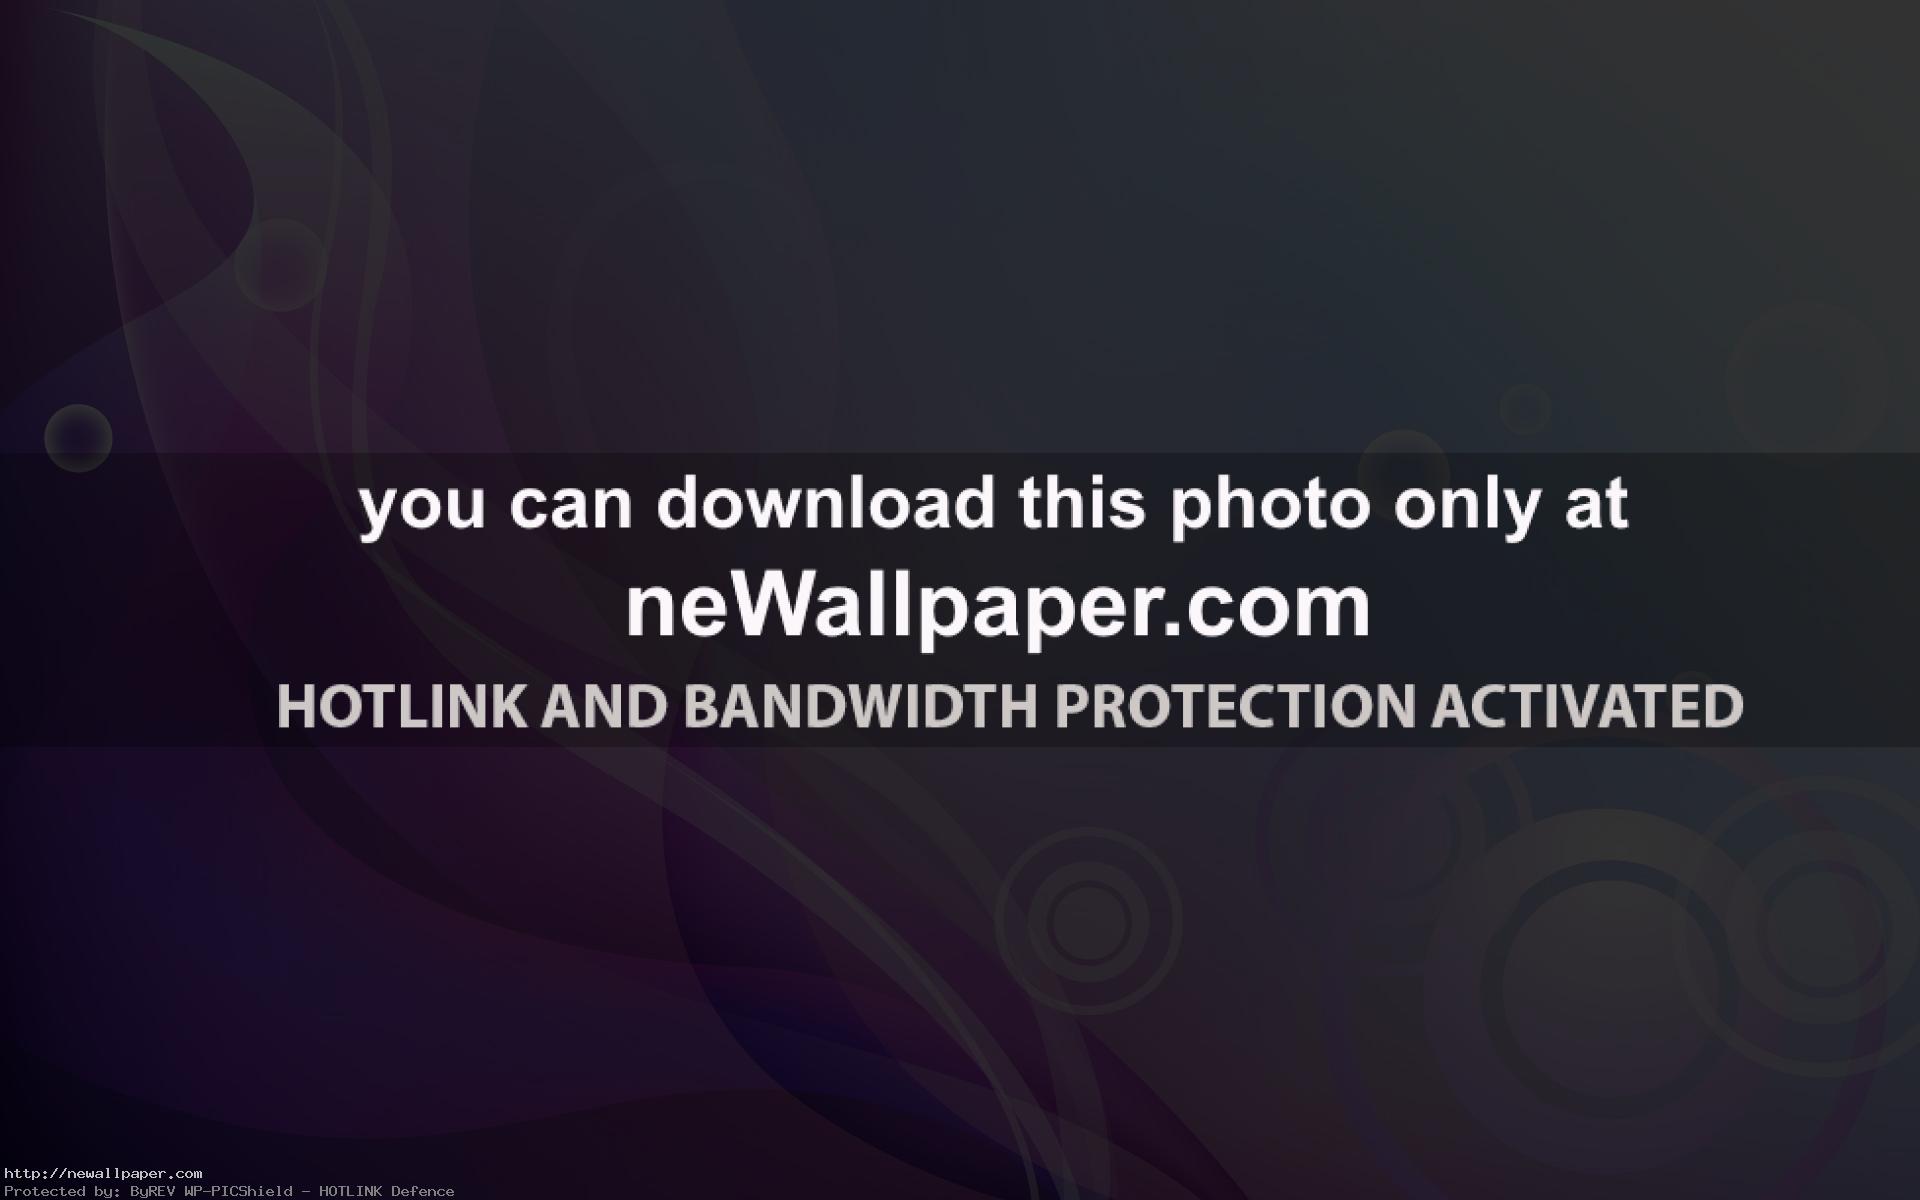 you can download this photo only at
neWallpaper.com
HOTLINK AND BANDWIDTH PROTECTION ACTIVATED
http://newallpaper.com
Protected by: ByREV WP-PICShield - HOTLINK Defence